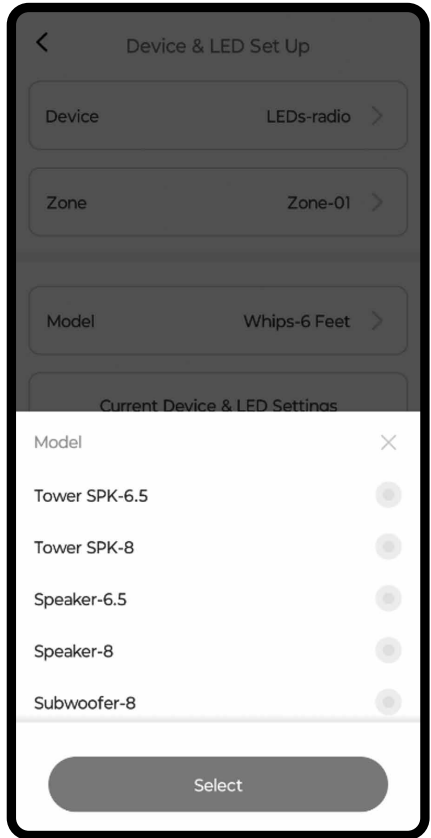 Device & LED Set Up
Device LEDs-radio
Zone Zone-01
Model Whips-6 Feet
Current Device & LED Settings
Model
Tower SPK-6.5
Tower SPK-8
Speaker-6.5
Speaker-8
Subwoofer-8
Select